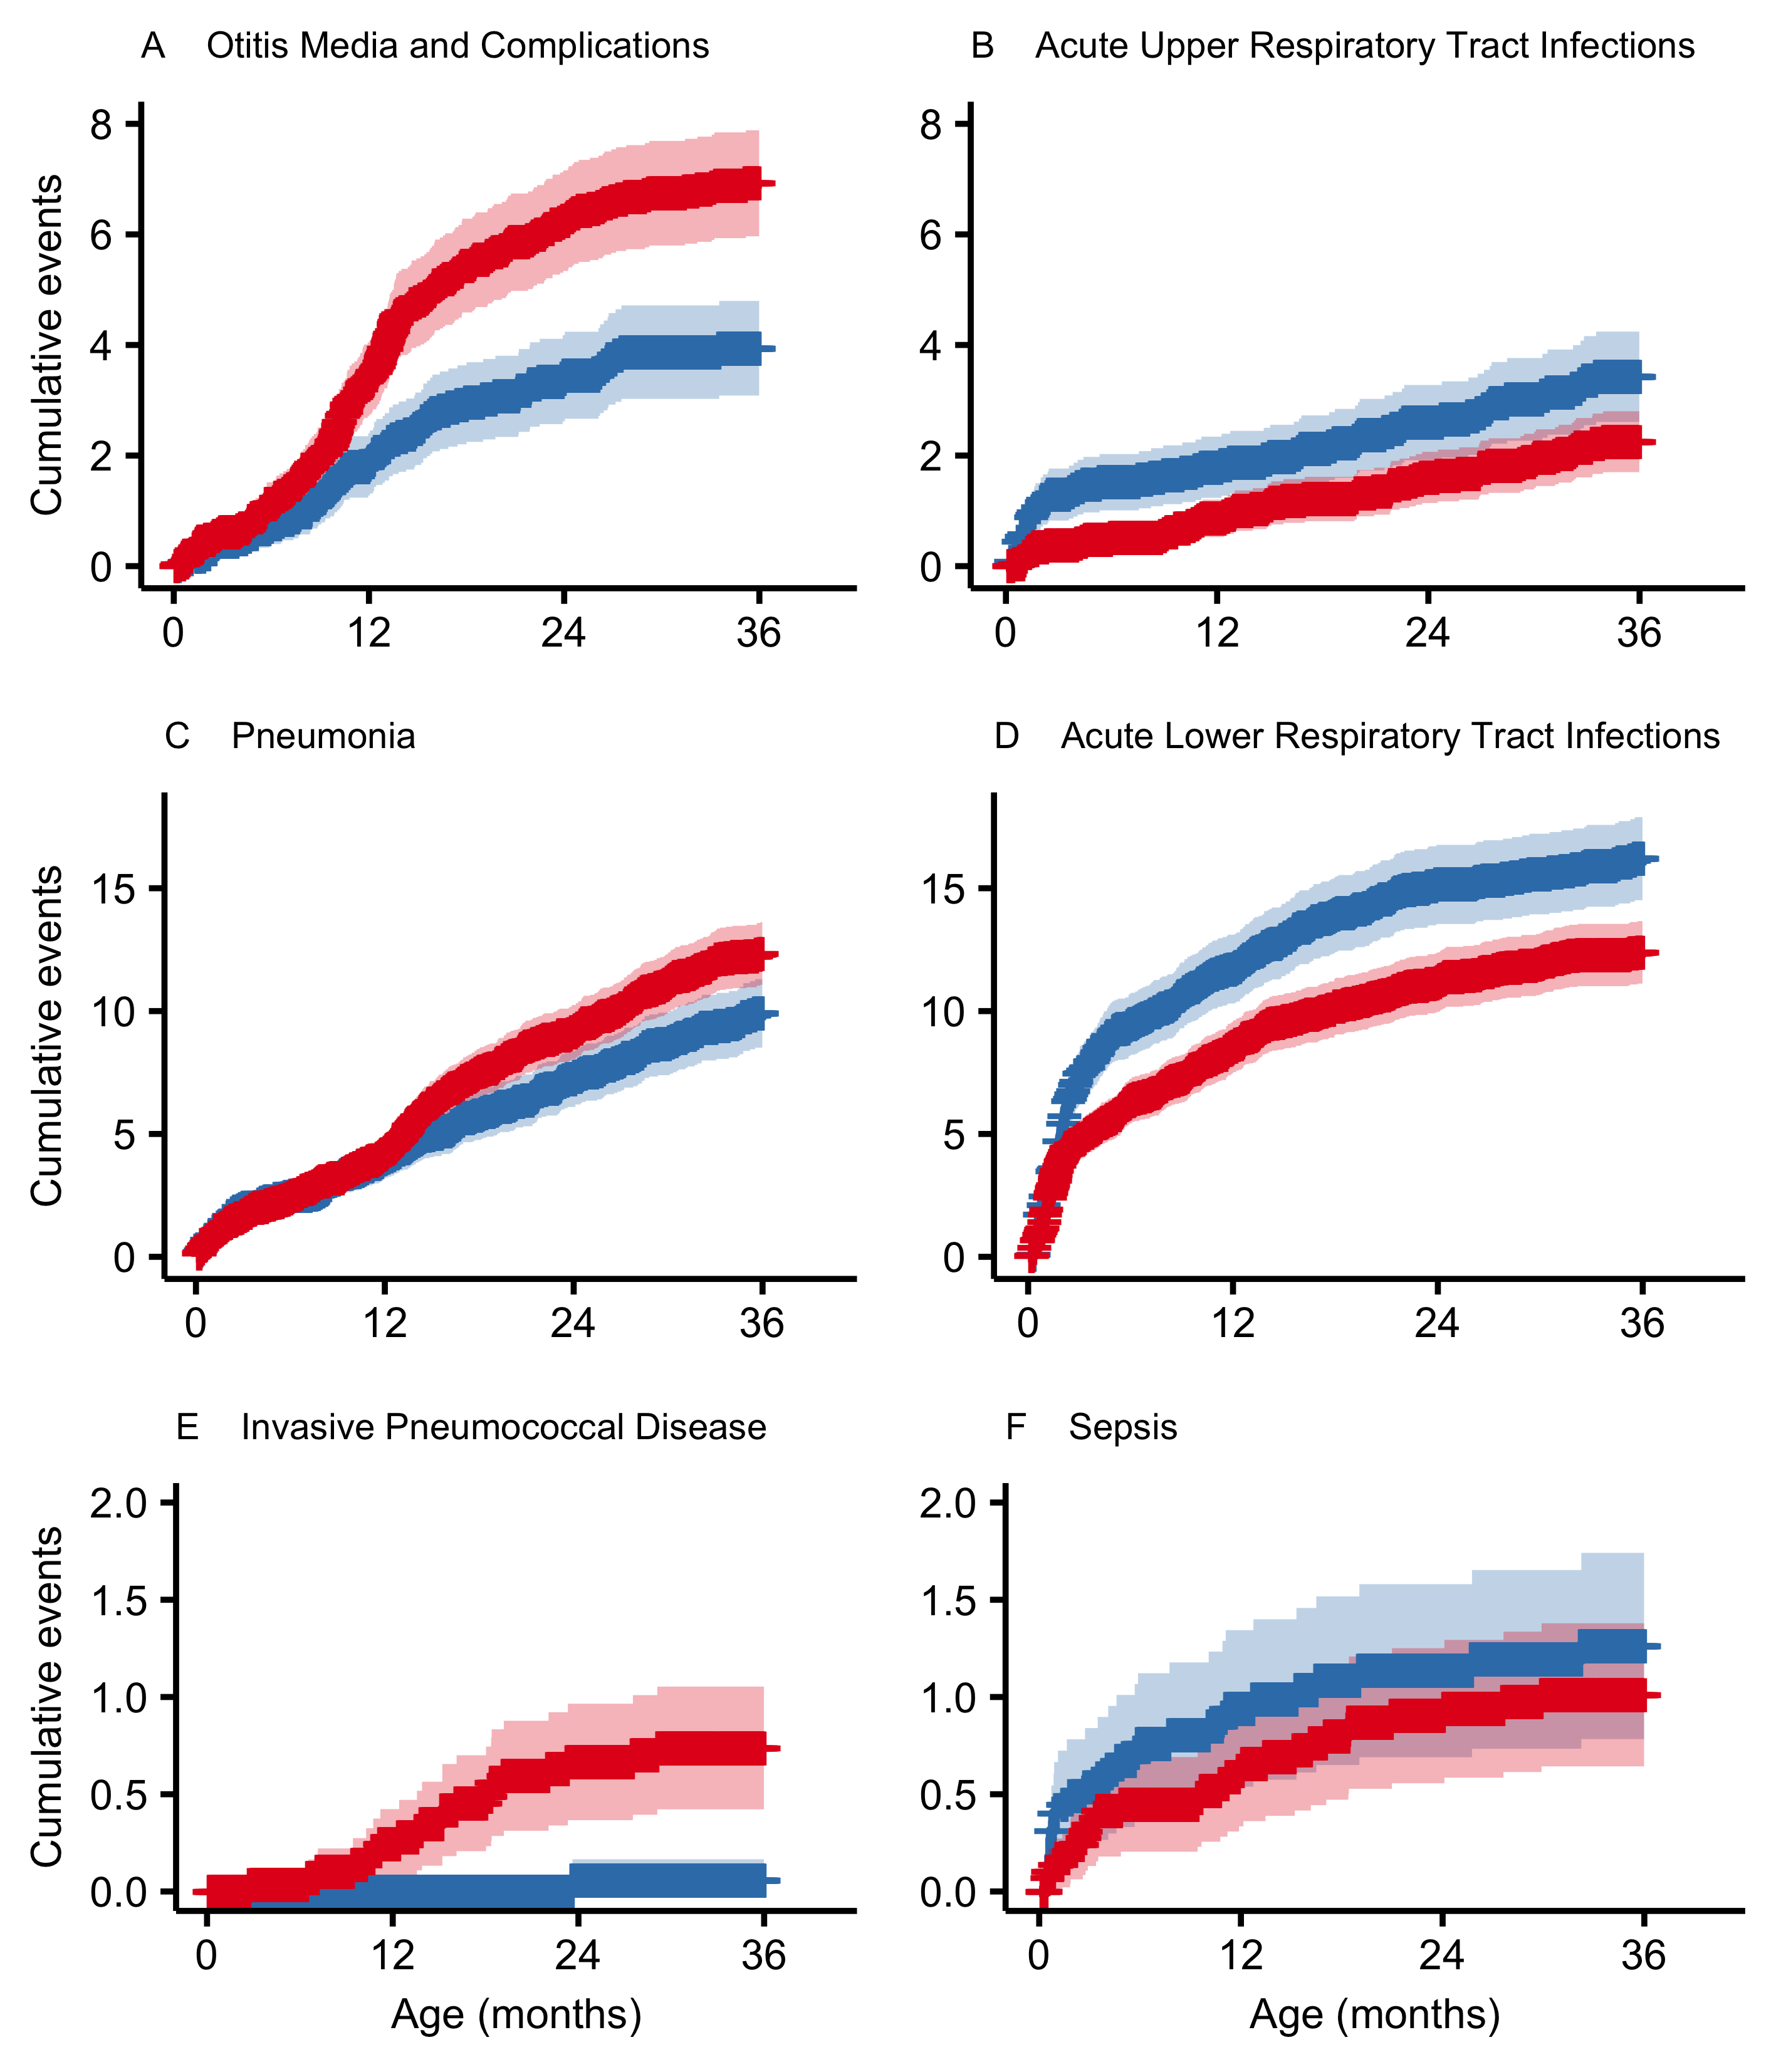 A Otitis Media and Complications
B Acute Upper Respiratory Tract Infections
Cumulative events
8
6
4
2
0
0 12 24 36
8
6
4
2
0
0 12 24 36
C Pneumonia
D Acute Lower Respiratory Tract Infections
Cumulative events
15
10
5
0
0 12 24 36
15
10
5
0
0 12 24 36
E Invasive Pneumococcal Disease
F Sepsis
Cumulative events
2.0
1.5
1.0
0.5
0.0
0 12 24 36
Age (months)
2.0
1.5
1.0
0.5
0.0
0 12 24 36
Age (months)